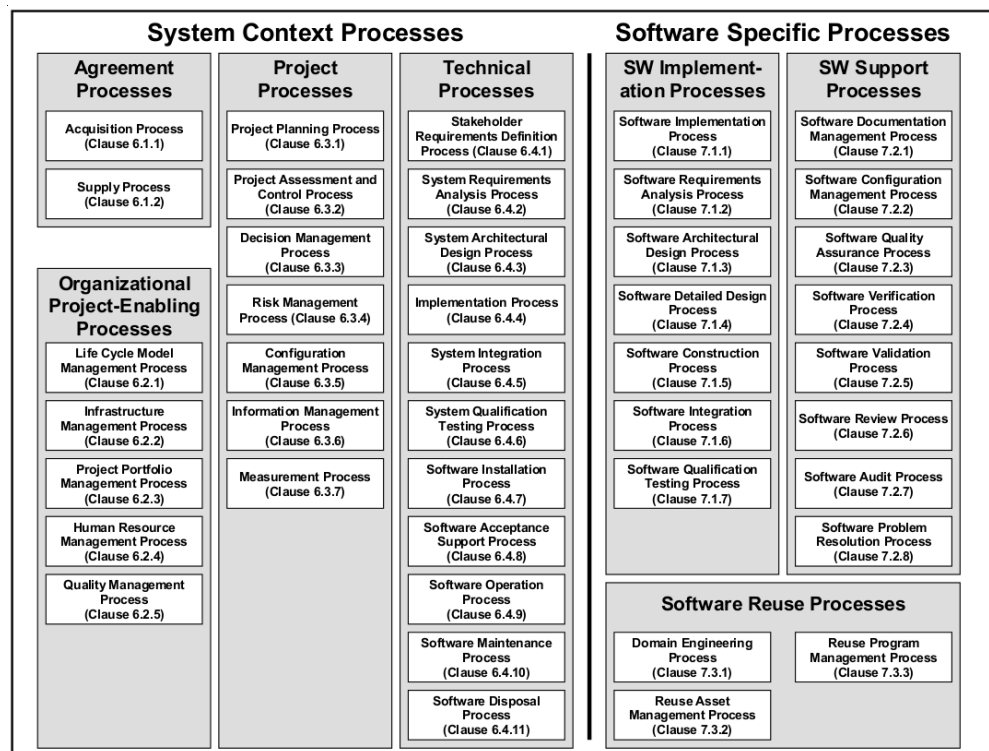 System Context Processes
Software Specific Processes
Agreement
Processes
Acquisition Process
(Clause 6.1.1)
Supply Process
(Clause 6.1.2)
Organizational
Project-Enabling
Processes
Life Cycle Model
Management Process
(Clause 6.2.1)
Infrastructure
Management Process
(Clause 6.2.2)
Project Portfolio
Management Process
(Clause 6.2.3)
Human Resource
Management Process
(Clause 6.2.4)
Quality Management
Process
(Clause 6.2.5)
Project
Processes
Project Planning Process
(Clause 6.3.1)
Project Assessment and
Control Process
(Clause 6.3.2)
Decision Management
Process
(Clause 6.3.3)
Risk Management
Process (Clause 6.3.4)
Configuration
Management Process
(Clause 6.3.5)
Information Management
Process
(Clause 6.3.6)
Measurement Process
(Clause 6.3.7)
Technical
Processes
Stakeholder
Requirements Definition
Process (Clause 6.4.1)
System Requirements
Analysis Process
(Clause 6.4.2)
System Architectural
Design Process
(Clause 6.4.3)
Implementation Process
(Clause 6.4.4)
System Integration
Process
(Clause 6.4.5)
System Qualification
Testing Process
(Clause 6.4.6)
Software Installation
Process
(Clause 6.4.7)
Software Acceptance
Support Process
(Clause 6.4.8)
Software Operation
Process
(Clause 6.4.9)
Software Maintenance
Process
(Clause 6.4.10)
Software Disposal
Process
(Clause 6.4.11)
SW Implement-
ation Processes
Software Implementation
Process
(Clause 7.1.1)
Software Requirements
Analysis Process
(Clause 7.1.2)
Software Architectural
Design Process
(Clause 7.1.3)
Software Detailed Design
Process
(Clause 7.1.4)
Software Construction
Process
(Clause 7.1.5)
Software Integration
Process
(Clause 7.1.6)
Software Qualification
Testing Process
(Clause 7.1.7)
SW Support
Processes
Software Documentation
Management Process
(Clause 7.2.1)
Software Configuration
Management Process
(Clause 7.2.2)
Software Quality
Assurance Process
(Clause 7.2.3)
Software Verification
Process
(Clause 7.2.4)
Software Validation
Process
(Clause 7.2.5)
Software Review Process
(Clause 7.2.6)
Software Audit Process
(Clause 7.2.7)
Software Problem
Resolution Process
(Clause 7.2.8)
Software Reuse Processes
Domain Engineering
Process
(Clause 7.3.1)
Reuse Asset
Management Process
(Clause 7.3.2)
Reuse Program
Management Process
(Clause 7.3.3)